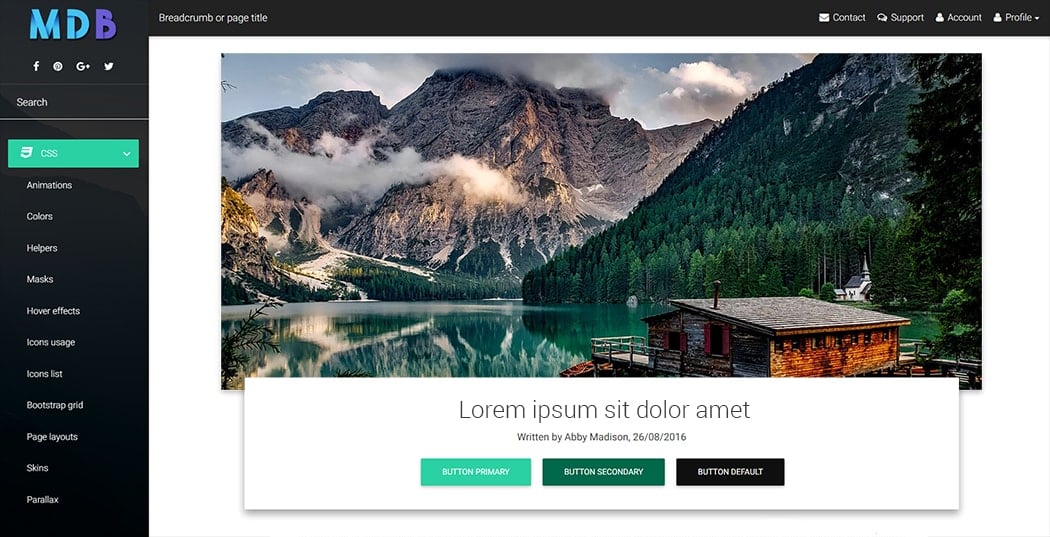 MDB
Search
CSS
Animations
Colors
Helpers
Masks
Hover effects
Icons usage
Icons list
Bootstrap grid
Page layouts
Skins
Parallax
Breadcrumb or page title
Contact Support Account Profile
Lorem ipsum sit dolor amet
Written by Abby Madison, 26/08/2016
BUTTON PRIMARY BUTTON SECONDARY BUTTON DEFAULT